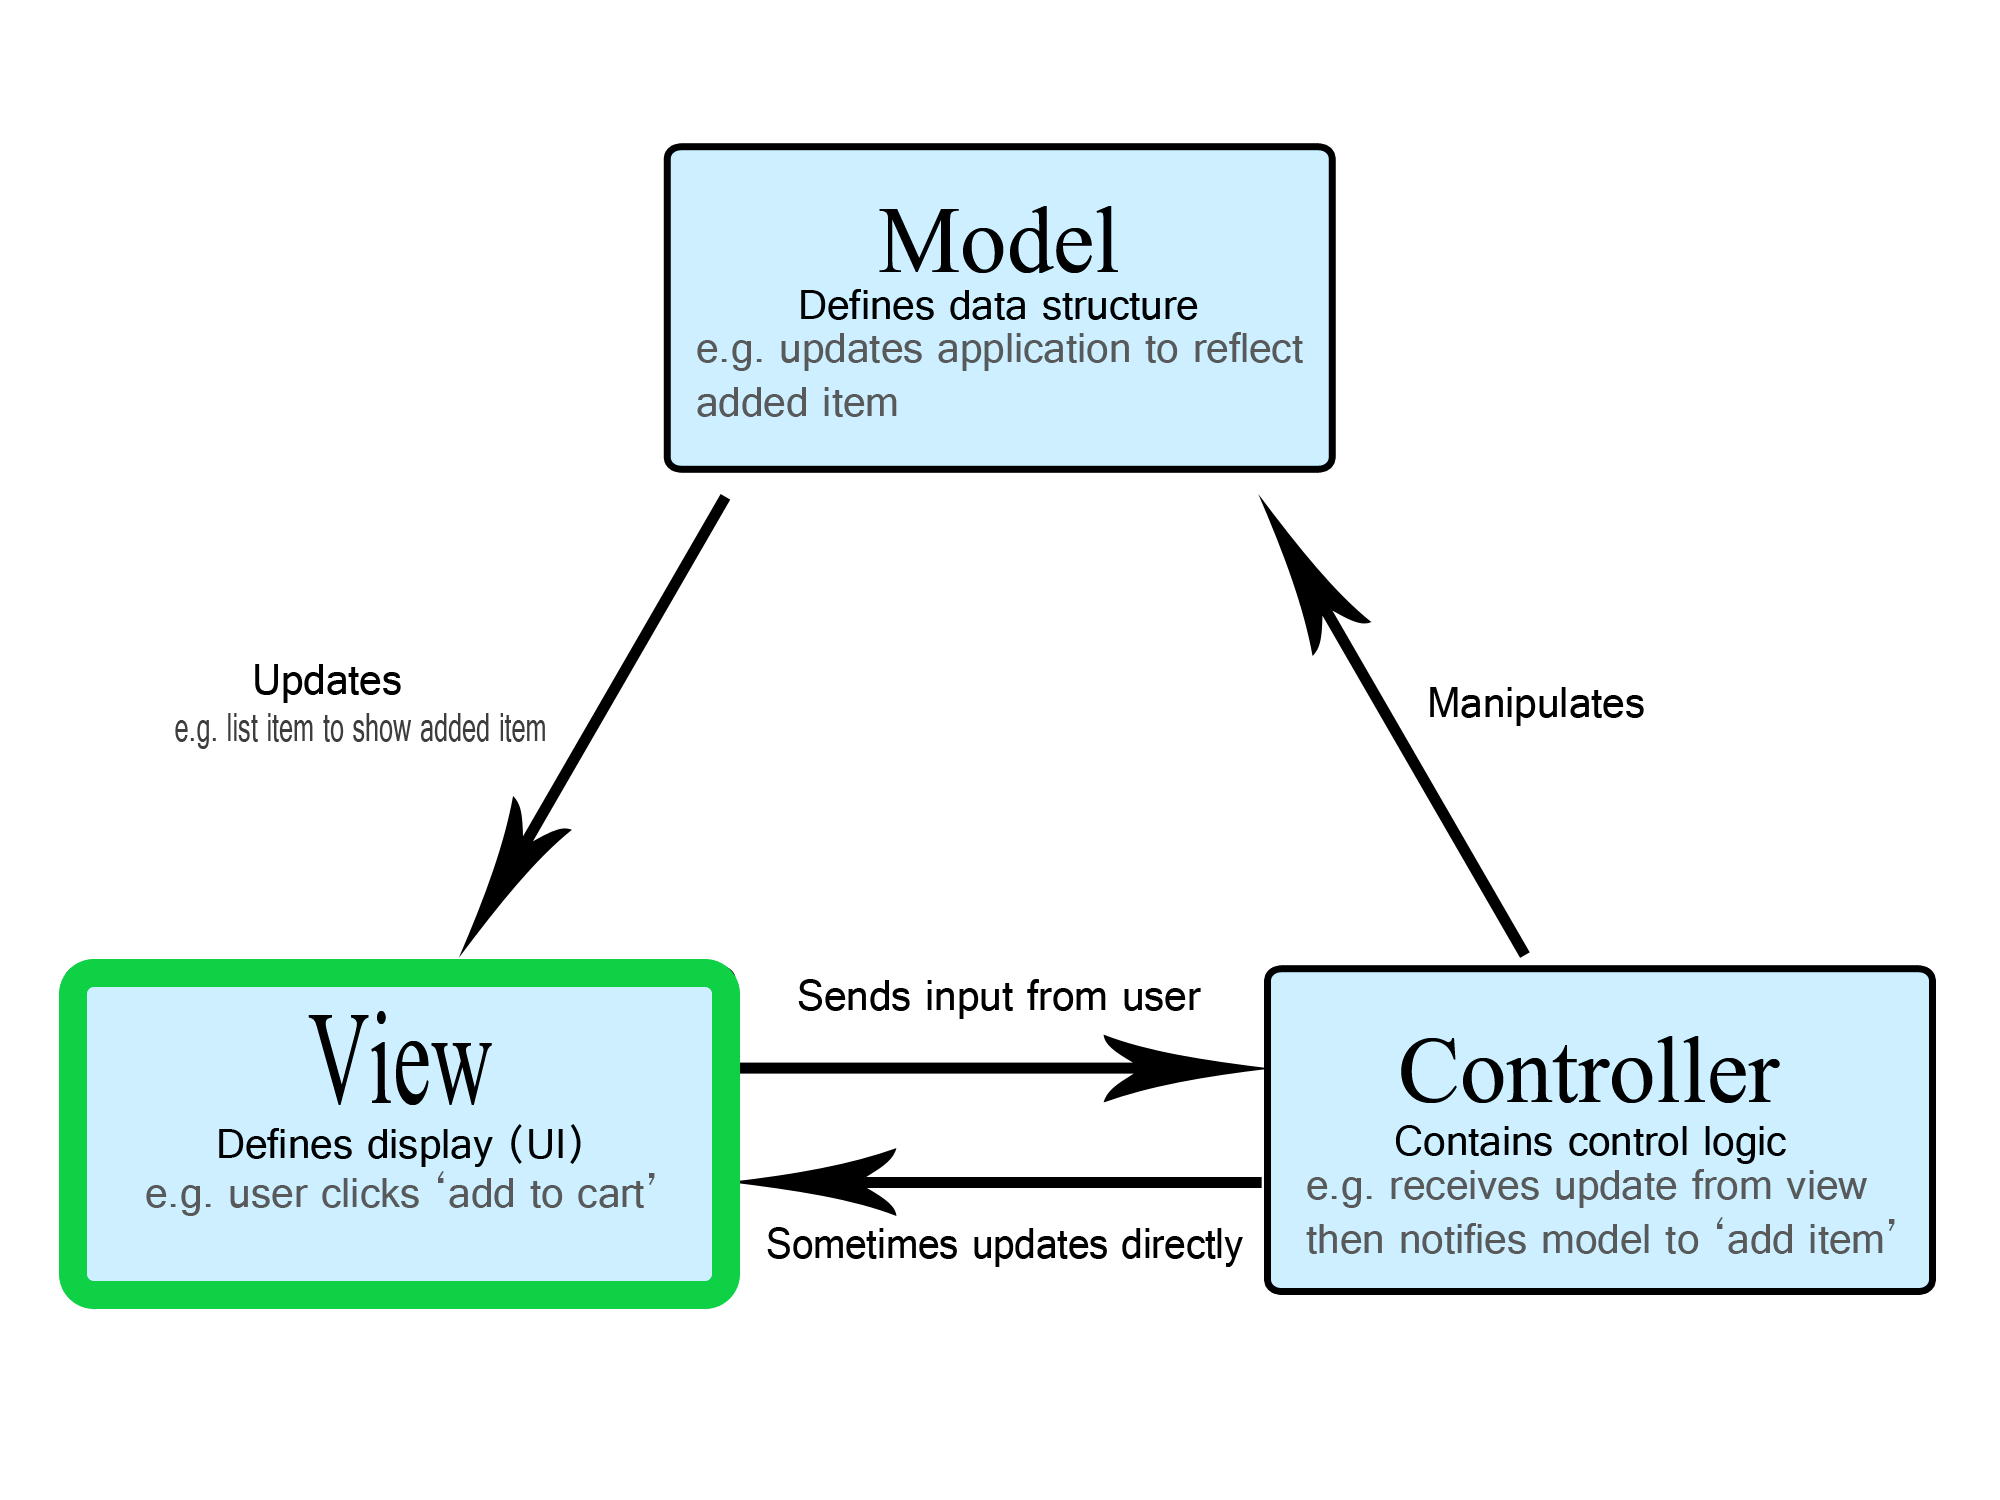 Model
Defines data structure
e.g. updates application to reflect
added item
Updates
e.g. list item to show added item
Manipulates
View
Defines display (UI)
e.g. user clicks ‘add to cart’
Sends input from user
Sometimes updates directly
Controller
Contains control logic
e.g. receives update from view
then notifies model to ‘add item’